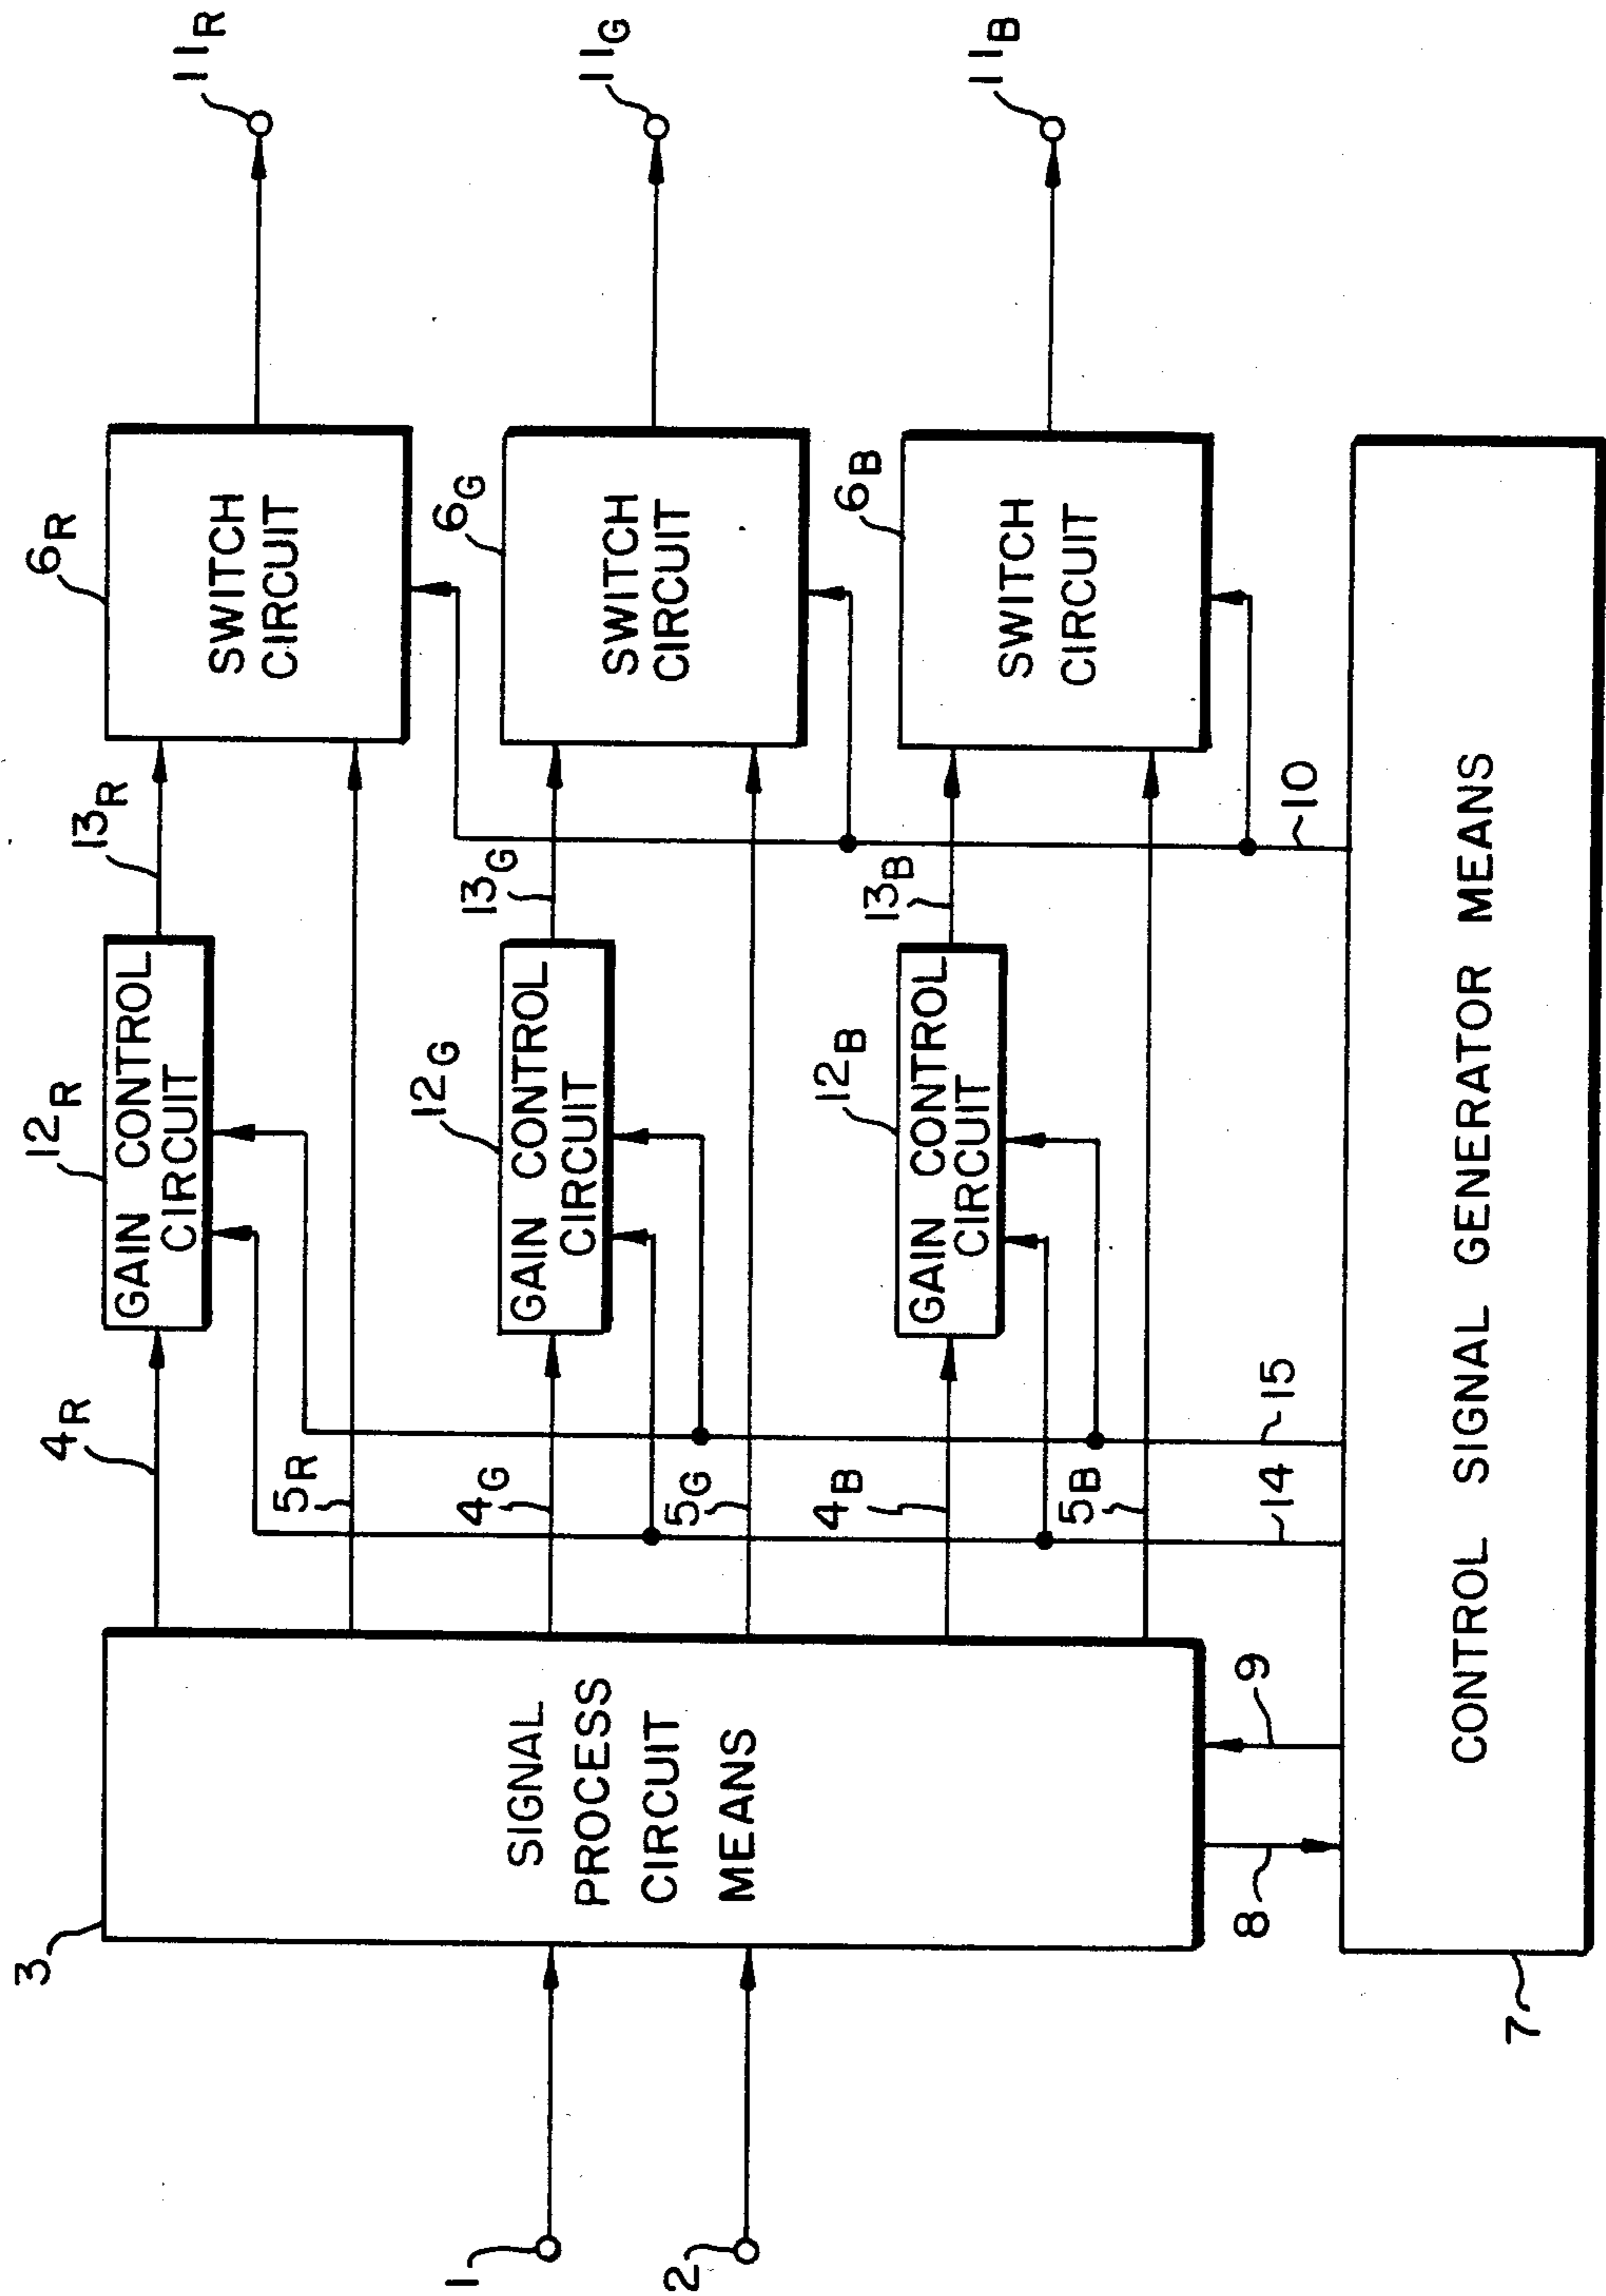 3
SIGNAL
PROCESS
CIRCUIT
MEANS
1
2
4R
5R
4G
5G
4B
5B
12R
GAIN CONTROL
CIRCUIT
12G
GAIN CONTROL
CIRCUIT
12B
GAIN CONTROL
CIRCUIT
13R
13G
13B
6R
SWITCH
CIRCUIT
6G
SWITCH
CIRCUIT
6B
SWITCH
CIRCUIT
11R
11G
11B
8
9
14
15
10
7
CONTROL SIGNAL GENERATOR MEANS